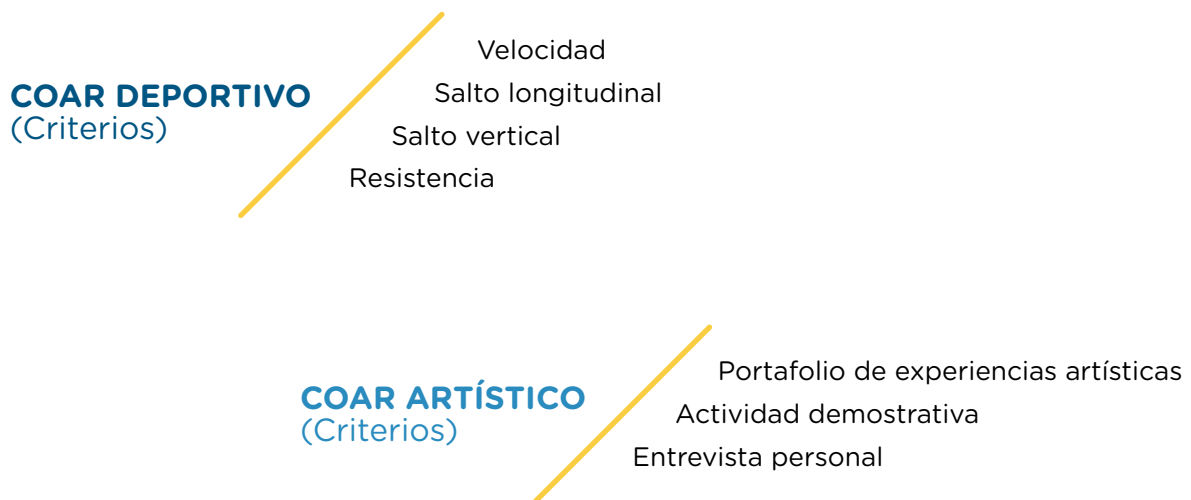 COAR DEPORTIVO
(Criterios)
Velocidad
Salto longitudinal
Salto vertical
Resistencia
COAR ARTÍSTICO
(Criterios)
Portafolio de experiencias artísticas
Actividad demostrativa
Entrevista personal